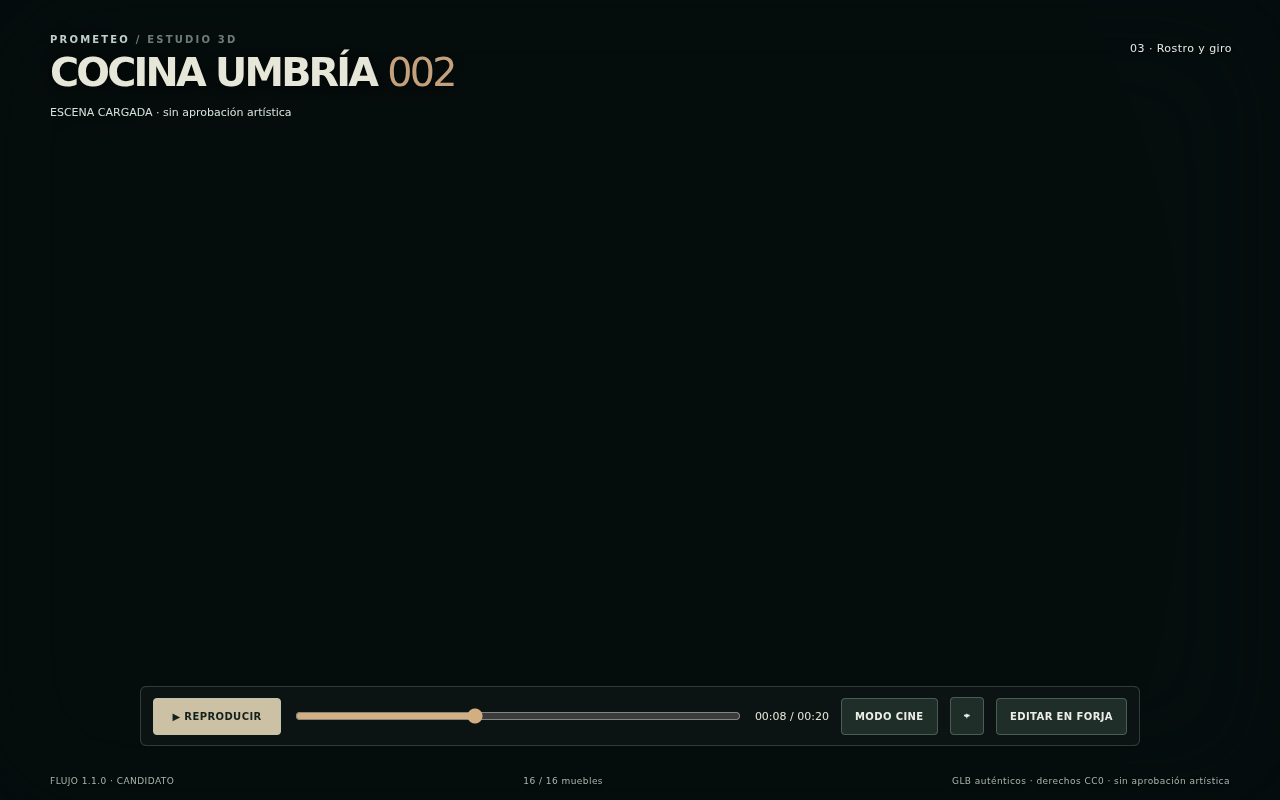 PROMETEO / ESTUDIO 3D
COCINA UMBRÍA 002
ESCENA CARGADA · sin aprobación artística
03 · Rostro y giro
▶ REPRODUCIR
00:08 / 00:20
MODO CINE
EDITAR EN FORJA
FLUJO 1.1.0 · CANDIDATO
16 / 16 muebles
GLB auténticos · derechos CC0 · sin aprobación artística